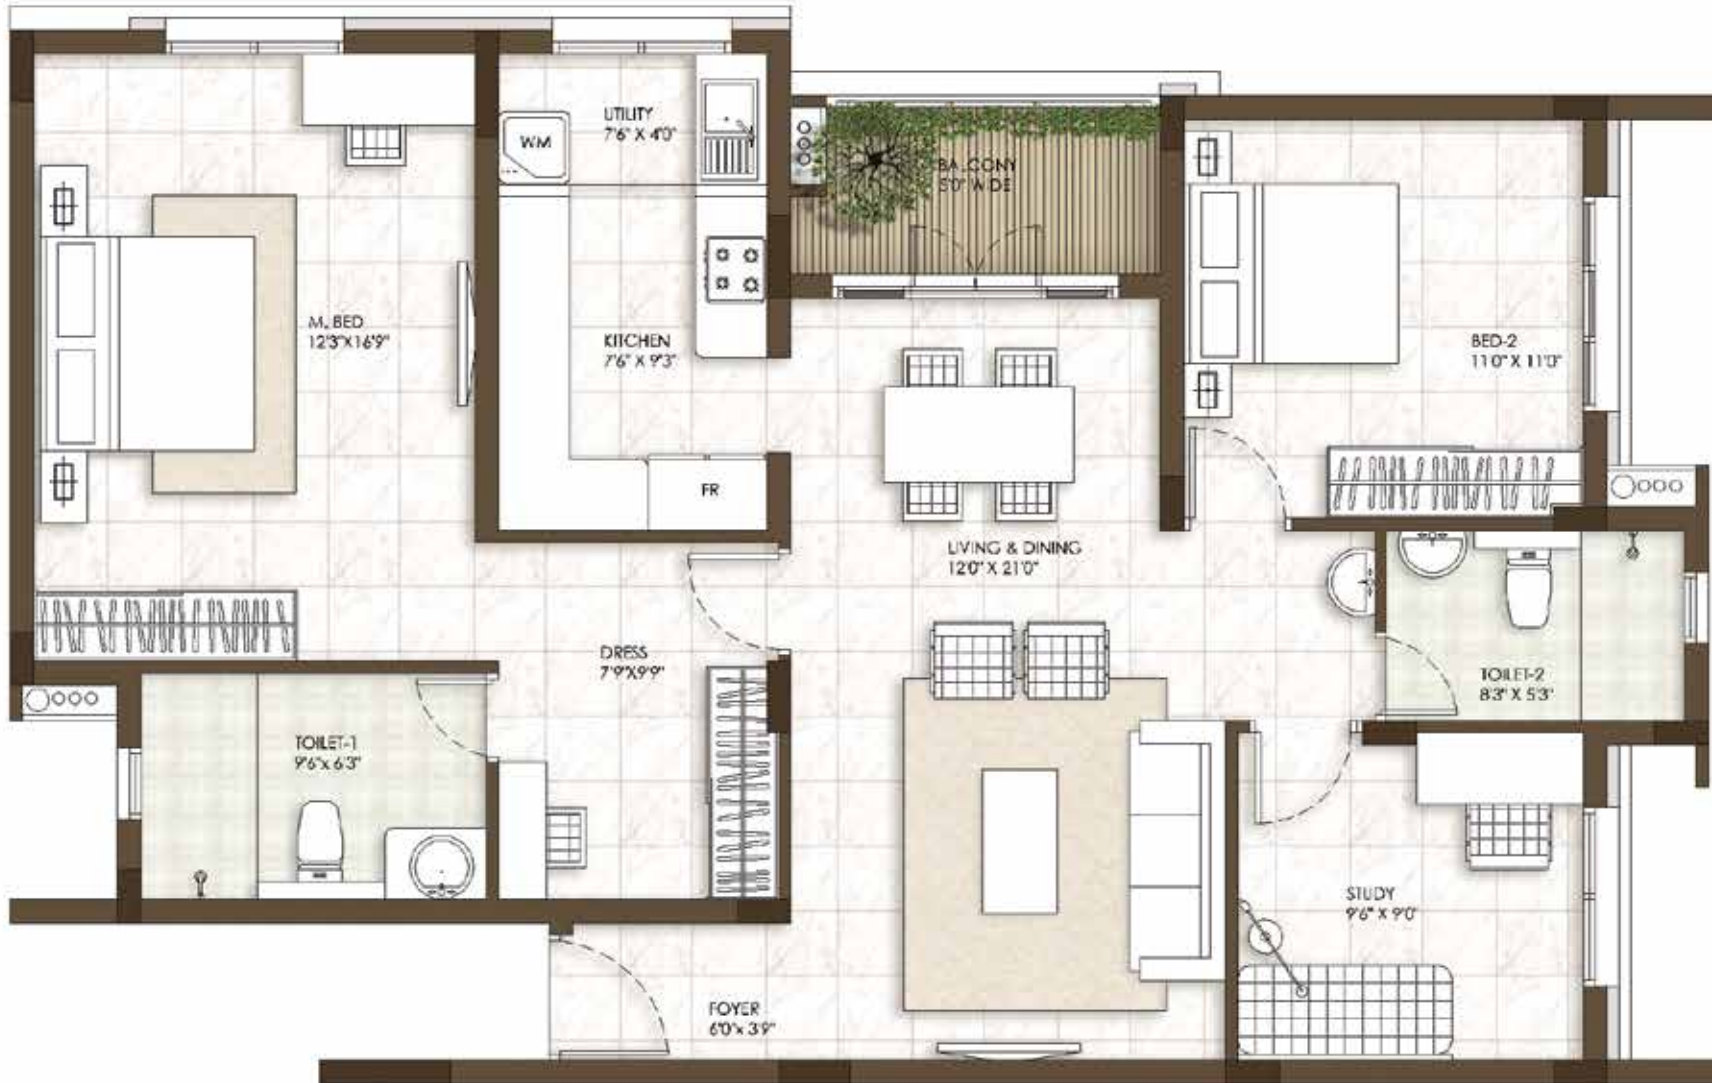 UTILITY
7'6" X 4'0"
WM
BALCONY
5'0" WIDE
M. BED
12'3"X16'9"
KITCHEN
7'6" X 9'3"
BED-2
11'0" X 11'0"
FR
LIVING & DINING
12'0" X 21'0"
DRESS
7'9"X9'9"
TOILET-2
8'3" X 5'3"
TOILET-1
9'6"x 6'3"
STUDY
9'6" X 9'0"
FOYER
6'0"x 3'9"